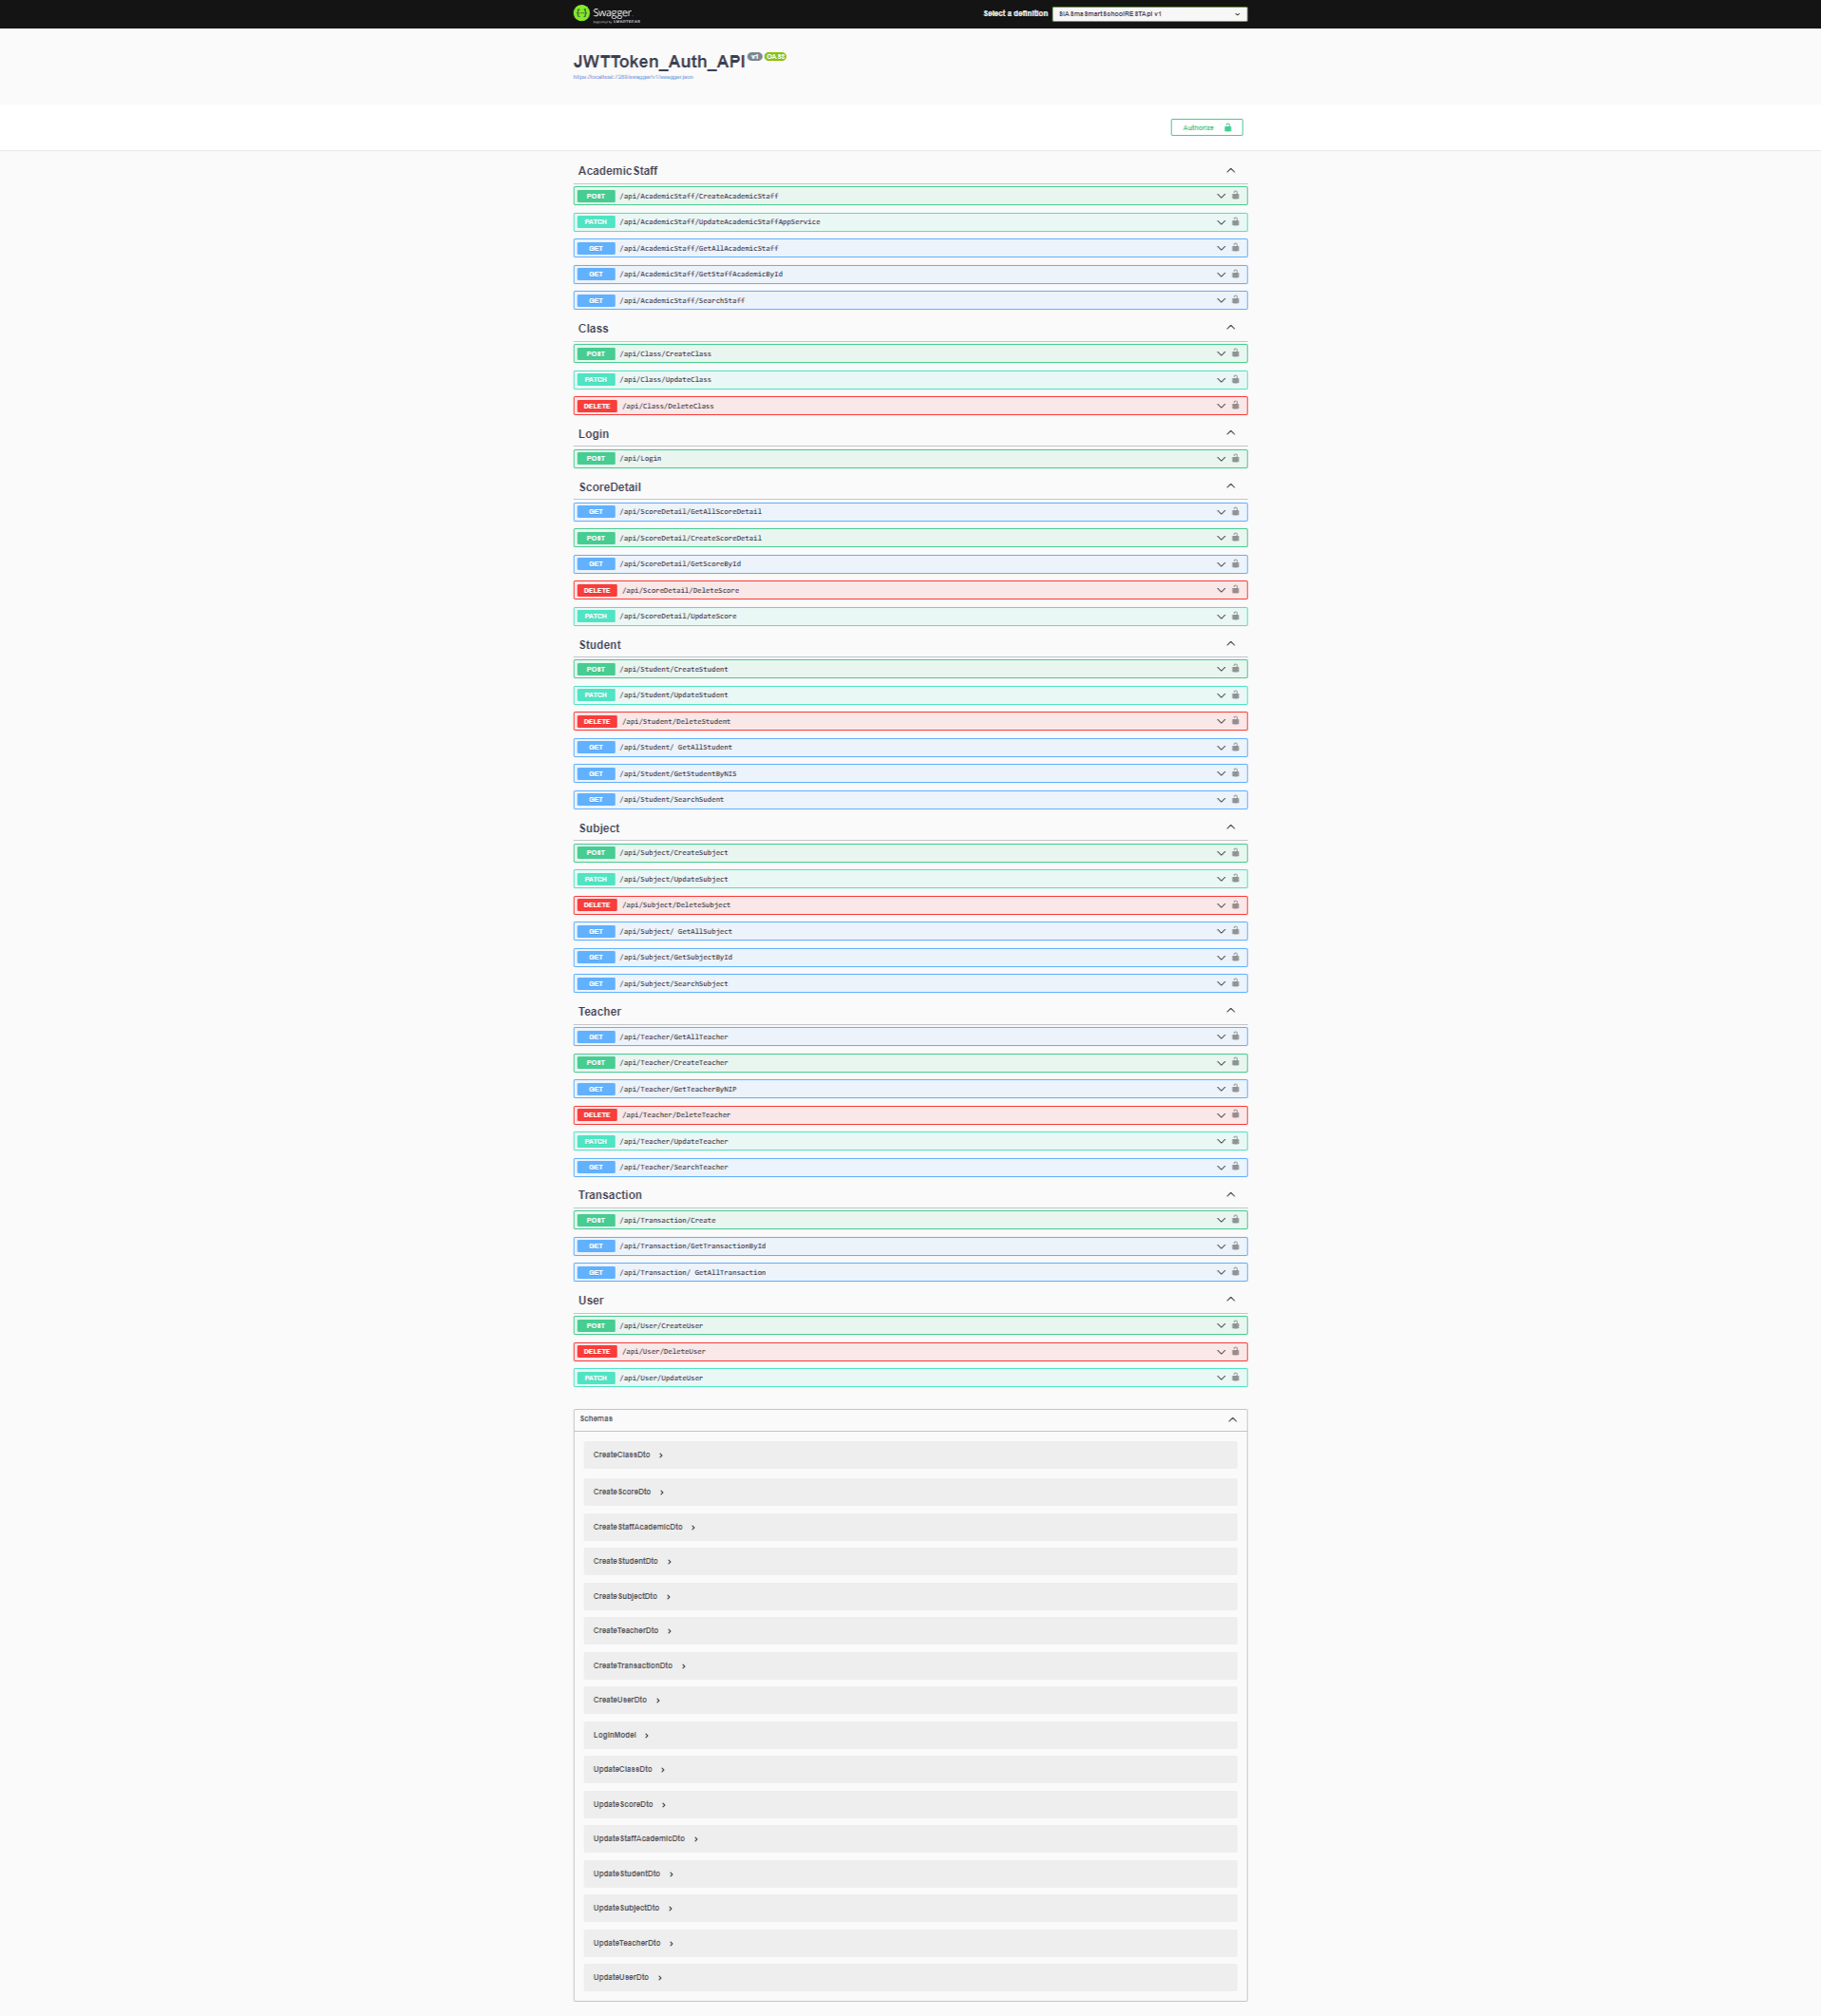 Swagger
Select a definition
JWTToken_Auth_API v1 OAS3
Authorize
AcademicStaff
POST /api/AcademicStaff/CreateAcademicStaff
PATCH /api/AcademicStaff/UpdateAcademicStaffAppService
GET /api/AcademicStaff/GetAllAcademicStaff
GET /api/AcademicStaff/GetStaffAcademicById
GET /api/AcademicStaff/SearchStaff
Class
POST /api/Class/CreateClass
PATCH /api/Class/UpdateClass
DELETE /api/Class/DeleteClass
Login
POST /api/Login
ScoreDetail
GET /api/ScoreDetail/GetAllScoreDetail
POST /api/ScoreDetail/CreateScoreDetail
GET /api/ScoreDetail/GetScoreById
DELETE /api/ScoreDetail/DeleteScore
PATCH /api/ScoreDetail/UpdateScore
Student
POST /api/Student/CreateStudent
PATCH /api/Student/UpdateStudent
DELETE /api/Student/DeleteStudent
GET /api/Student/ GetAllStudent
GET /api/Student/GetStudentByNIS
GET /api/Student/SearchSudent
Subject
POST /api/Subject/CreateSubject
PATCH /api/Subject/UpdateSubject
DELETE /api/Subject/DeleteSubject
GET /api/Subject/ GetAllSubject
GET /api/Subject/GetSubjectById
GET /api/Subject/SearchSubject
Teacher
GET /api/Teacher/GetAllTeacher
POST /api/Teacher/CreateTeacher
GET /api/Teacher/GetTeacherByNIP
DELETE /api/Teacher/DeleteTeacher
PATCH /api/Teacher/UpdateTeacher
GET /api/Teacher/SearchTeacher
Transaction
POST /api/Transaction/Create
GET /api/Transaction/GetTransactionById
GET /api/Transaction/ GetAllTransaction
User
POST /api/User/CreateUser
DELETE /api/User/DeleteUser
PATCH /api/User/UpdateUser
Schemas
CreateClassDto
CreateScoreDto
CreateStaffAcademicDto
CreateStudentDto
CreateSubjectDto
CreateTeacherDto
CreateTransactionDto
CreateUserDto
LoginModel
UpdateClassDto
UpdateScoreDto
UpdateStaffAcademicDto
UpdateStudentDto
UpdateSubjectDto
UpdateTeacherDto
UpdateUserDto